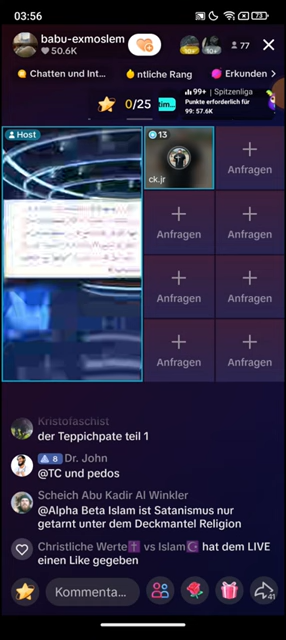 03:56
73
babu-exmoslem
50.6K
10+
77
Chatten und Int...
ntliche Rang
Erkunden
0/25
99+ | Spitzenliga
Punkte erforderlich für
99: 57.6K
Host
13
ck.jr
Anfragen
Anfragen
Anfragen
Anfragen
Anfragen
Anfragen
Anfragen
Kristofaschist
der Teppichpate teil 1
8 Dr. John
@TC und pedos
Scheich Abu Kadir Al Winkler
@Alpha Beta Islam ist Satanismus nur
getarnt unter dem Deckmantel Religion
Christliche Werte✝️ vs Islam☪️ hat dem LIVE
einen Like gegeben
Kommenta...
41